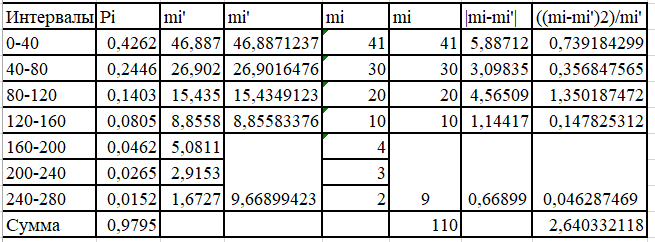 Интервалы Pi mi' mi' mi mi |mi-mi'| ((mi-mi')2)/mi'
0-40 0,4262 46,887 46,8871237 41 41 5,88712 0,739184299
40-80 0,2446 26,902 26,9016476 30 30 3,09835 0,356847565
80-120 0,1403 15,435 15,4349123 20 20 4,56509 1,350187472
120-160 0,0805 8,8558 8,85583376 10 10 1,14417 0,147825312
160-200 0,0462 5,0811 4
200-240 0,0265 2,9153 3
240-280 0,0152 1,6727 9,66899423 2 9 0,66899 0,046287469
Сумма 0,9795 110 2,640332118